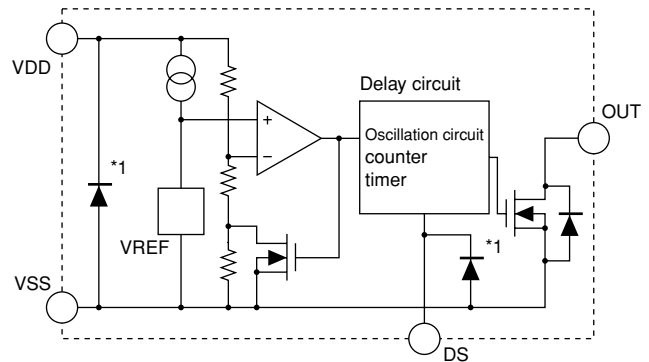 VDD
Delay circuit
OUT
+
−
Oscillation circuit
counter
timer
*1
VREF
*1
VSS
DS